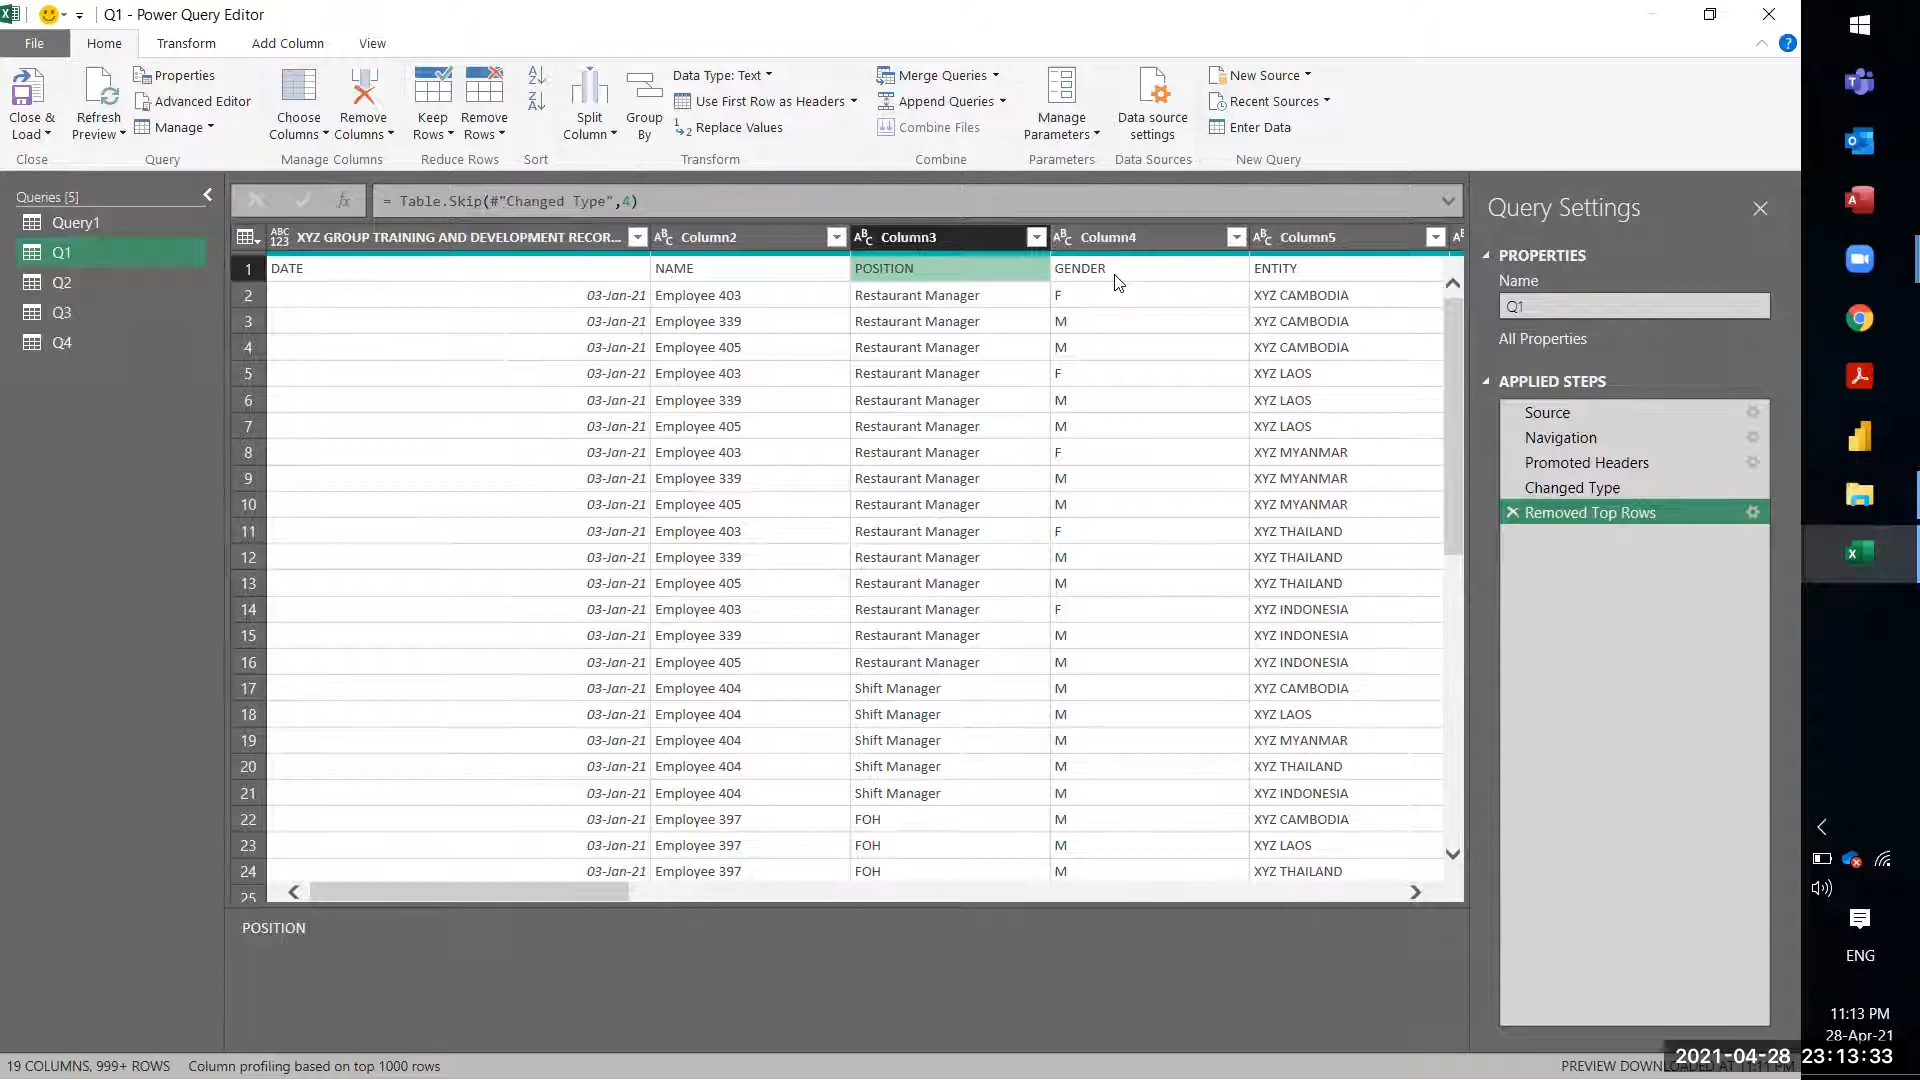 Q1 - Power Query Editor
File Home Transform Add Column View
Close & Load
Refresh Preview
Properties
Advanced Editor
Manage
Choose Columns
Remove Columns
Keep Rows
Remove Rows
Split Column
Group By
Data Type: Text
Use First Row as Headers
Replace Values
Merge Queries
Append Queries
Combine Files
Manage Parameters
Data source settings
New Source
Recent Sources
Enter Data
Close Query Manage Columns Reduce Rows Sort Transform Combine Parameters Data Sources New Query
Queries [5]
Query1
Q1
Q2
Q3
Q4
= Table.Skip(#"Changed Type",4)
XYZ GROUP TRAINING AND DEVELOPMENT RECOR... Column2 Column3 Column4 Column5
1 DATE NAME POSITION GENDER ENTITY
2 03-Jan-21 Employee 403 Restaurant Manager F XYZ CAMBODIA
3 03-Jan-21 Employee 339 Restaurant Manager M XYZ CAMBODIA
4 03-Jan-21 Employee 405 Restaurant Manager M XYZ CAMBODIA
5 03-Jan-21 Employee 403 Restaurant Manager F XYZ LAOS
6 03-Jan-21 Employee 339 Restaurant Manager M XYZ LAOS
7 03-Jan-21 Employee 405 Restaurant Manager M XYZ LAOS
8 03-Jan-21 Employee 403 Restaurant Manager F XYZ MYANMAR
9 03-Jan-21 Employee 339 Restaurant Manager M XYZ MYANMAR
10 03-Jan-21 Employee 405 Restaurant Manager M XYZ MYANMAR
11 03-Jan-21 Employee 403 Restaurant Manager F XYZ THAILAND
12 03-Jan-21 Employee 339 Restaurant Manager M XYZ THAILAND
13 03-Jan-21 Employee 405 Restaurant Manager M XYZ THAILAND
14 03-Jan-21 Employee 403 Restaurant Manager F XYZ INDONESIA
15 03-Jan-21 Employee 339 Restaurant Manager M XYZ INDONESIA
16 03-Jan-21 Employee 405 Restaurant Manager M XYZ INDONESIA
17 03-Jan-21 Employee 404 Shift Manager M XYZ CAMBODIA
18 03-Jan-21 Employee 404 Shift Manager M XYZ LAOS
19 03-Jan-21 Employee 404 Shift Manager M XYZ MYANMAR
20 03-Jan-21 Employee 404 Shift Manager M XYZ THAILAND
21 03-Jan-21 Employee 404 Shift Manager M XYZ INDONESIA
22 03-Jan-21 Employee 397 FOH M XYZ CAMBODIA
23 03-Jan-21 Employee 397 FOH M XYZ LAOS
24 03-Jan-21 Employee 397 FOH M XYZ THAILAND
25
POSITION
Query Settings
PROPERTIES
Name
Q1
All Properties
APPLIED STEPS
Source
Navigation
Promoted Headers
Changed Type
Removed Top Rows
19 COLUMNS, 999+ ROWS Column profiling based on top 1000 rows
PREVIEW DOWNLOADED AT 11:11 PM
ENG
11:13 PM
28-Apr-21
2021-04-28 23:13:33